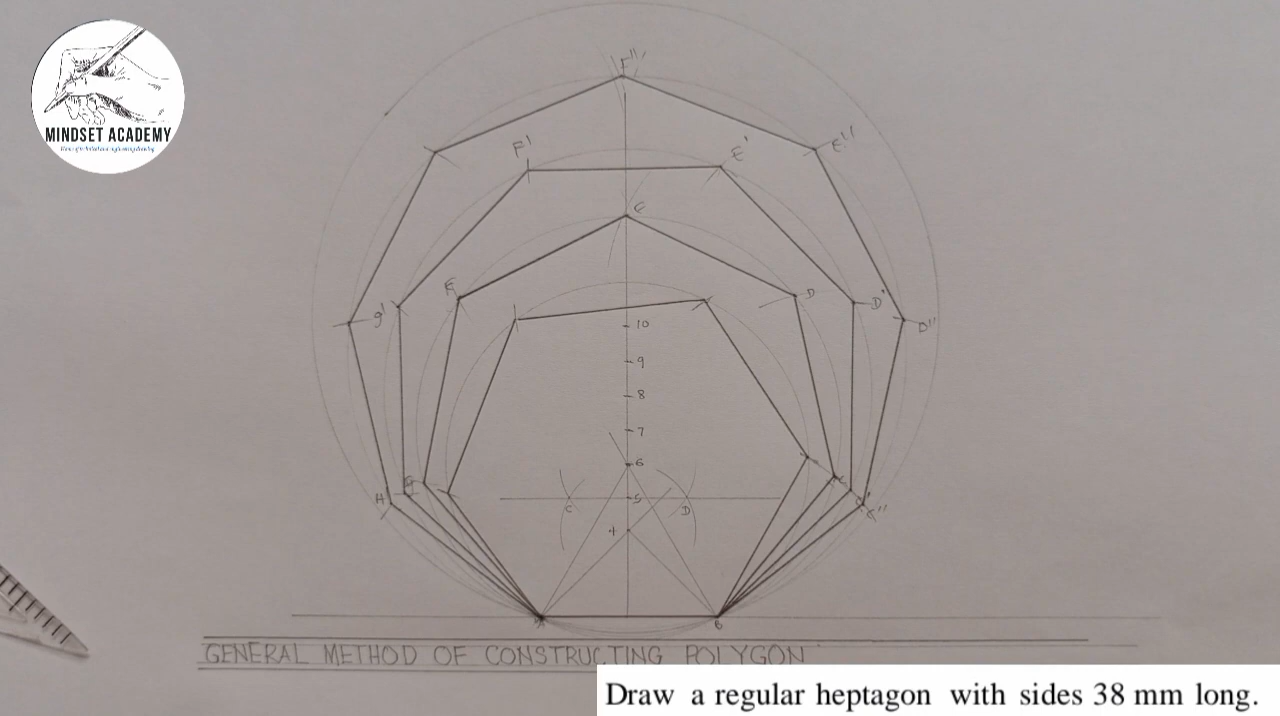 MINDSET ACADEMY
F'''
E'''
F'
E'
E
F
D
g'
D'
D''
10
9
8
7
6
5
C
D
4
H
G
C'
C''
A
B
GENERAL METHOD OF CONSTRUCTING POLYGON
Draw a regular heptagon with sides 38 mm long.